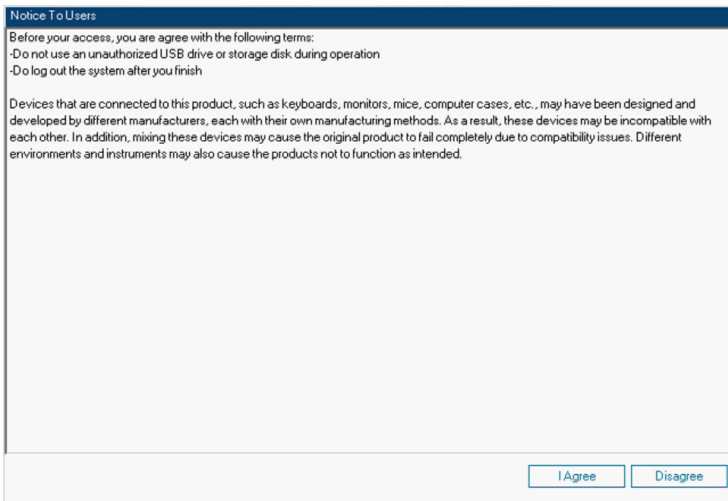 Notice To Users
Before your access, you are agree with the following terms:
-Do not use an unauthorized USB drive or storage disk during operation
-Do log out the system after you finish
Devices that are connected to this product, such as keyboards, monitors, mice, computer cases, etc., may have been designed and
developed by different manufacturers, each with their own manufacturing methods. As a result, these devices may be incompatible with
each other. In addition, mixing these devices may cause the original product to fail completely due to compatibility issues. Different
environments and instruments may also cause the products not to function as intended.
I Agree
Disagree